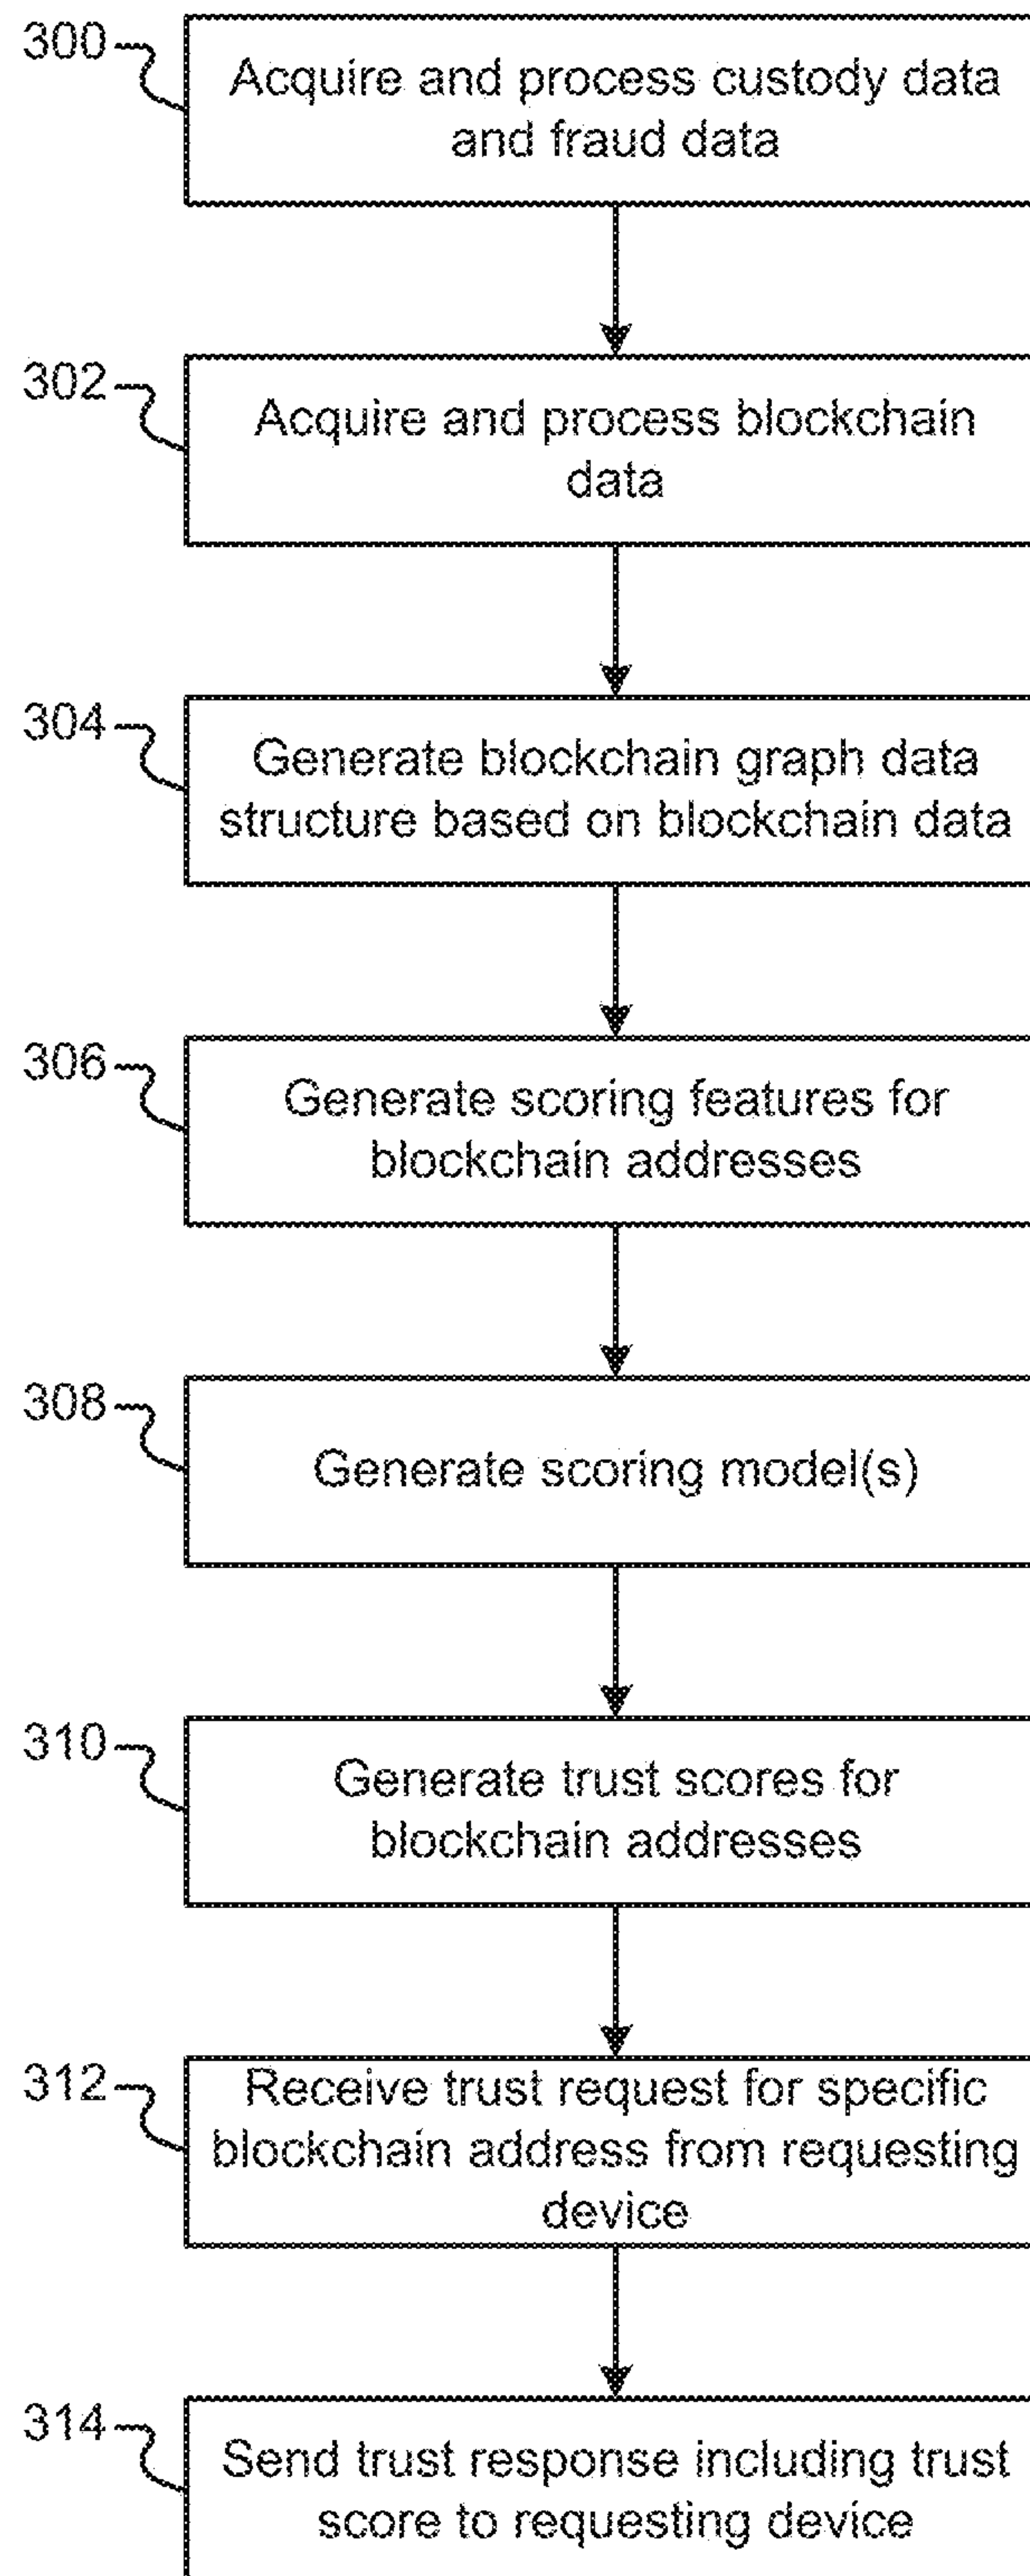 300
Acquire and process custody data
and fraud data
302
Acquire and process blockchain
data
304
Generate blockchain graph data
structure based on blockchain data
306
Generate scoring features for
blockchain addresses
308
Generate scoring model(s)
310
Generate trust scores for
blockchain addresses
312
Receive trust request for specific
blockchain address from requesting
device
314
Send trust response including trust
score to requesting device